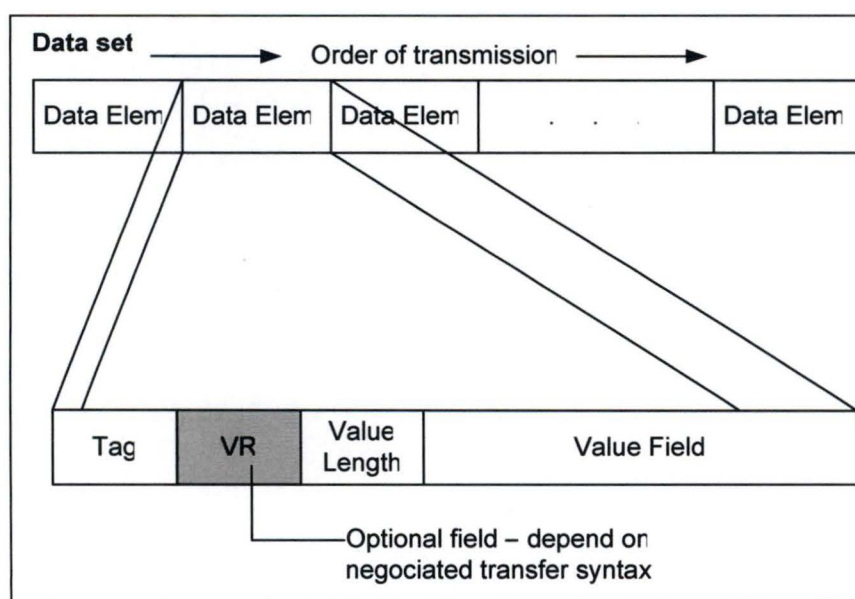 Data set
Order of transmission
Data Elem
Data Elem
Data Elem
. . .
Data Elem
Tag
VR
Value
Length
Value Field
Optional field – depend on
negociated transfer syntax